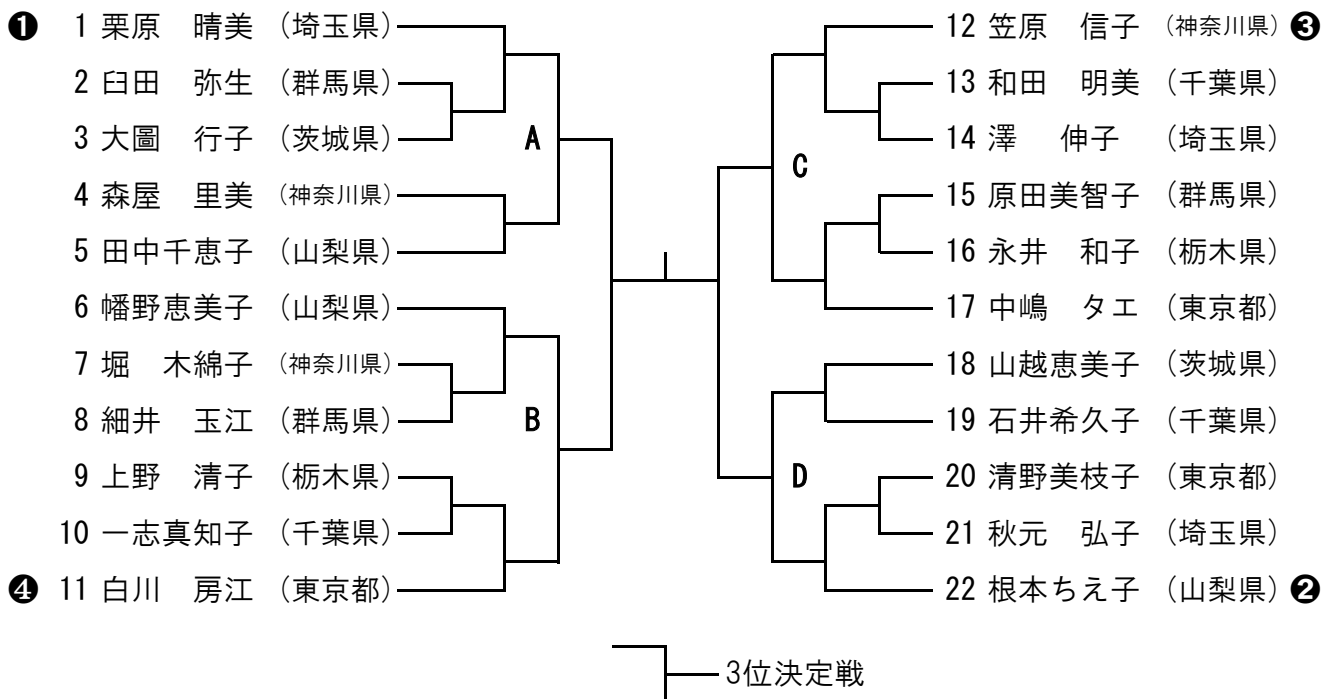 ❶ 1 栗原　晴美 (埼玉県)
2 臼田　弥生 (群馬県)
3 大圖　行子 (茨城県)
A
4 森屋　里美 (神奈川県)
5 田中千恵子 (山梨県)
6 幡野恵美子 (山梨県)
7 堀　木綿子 (神奈川県)
8 細井　玉江 (群馬県)
B
9 上野　清子 (栃木県)
10 一志真知子 (千葉県)
❹ 11 白川　房江 (東京都)
12 笠原　信子 (神奈川県) ❸
13 和田　明美 (千葉県)
14 澤　伸子 (埼玉県)
C
15 原田美智子 (群馬県)
16 永井　和子 (栃木県)
17 中嶋　タエ (東京都)
18 山越恵美子 (茨城県)
19 石井希久子 (千葉県)
D
20 清野美枝子 (東京都)
21 秋元　弘子 (埼玉県)
22 根本ちえ子 (山梨県) ❷
3位決定戦